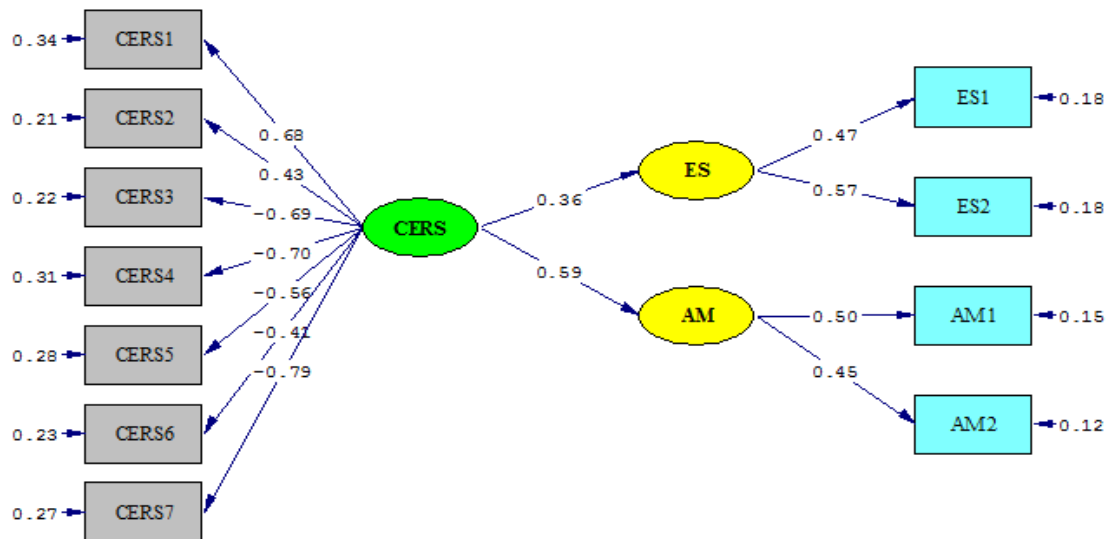 0.34
CERS1
0.21
CERS2
0.22
CERS3
0.31
CERS4
0.28
CERS5
0.23
CERS6
0.27
CERS7
0.68
0.43
-0.69
-0.70
-0.56
-0.41
-0.79
CERS
0.36
0.59
ES
AM
0.47
0.57
0.50
0.45
ES1
0.18
ES2
0.18
AM1
0.15
AM2
0.12